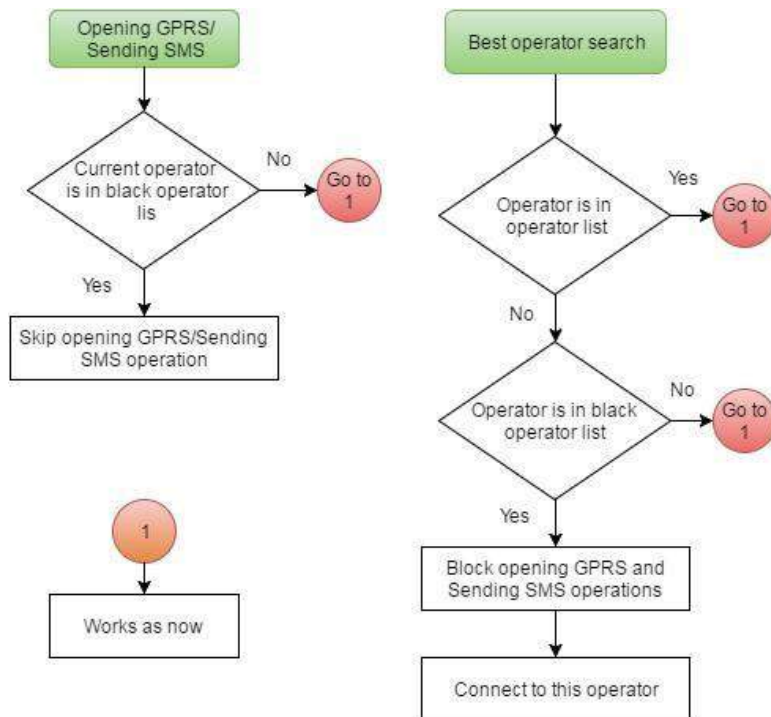 Opening GPRS/
Sending SMS
Current operator
is in black operator
lis
No
Go to
1
Yes
Skip opening GPRS/Sending
SMS operation
1
Works as now
Best operator search
Operator is in
operator list
Yes
Go to
1
No
Operator is in black
operator list
No
Go to
1
Yes
Block opening GPRS and
Sending SMS operations
Connect to this operator